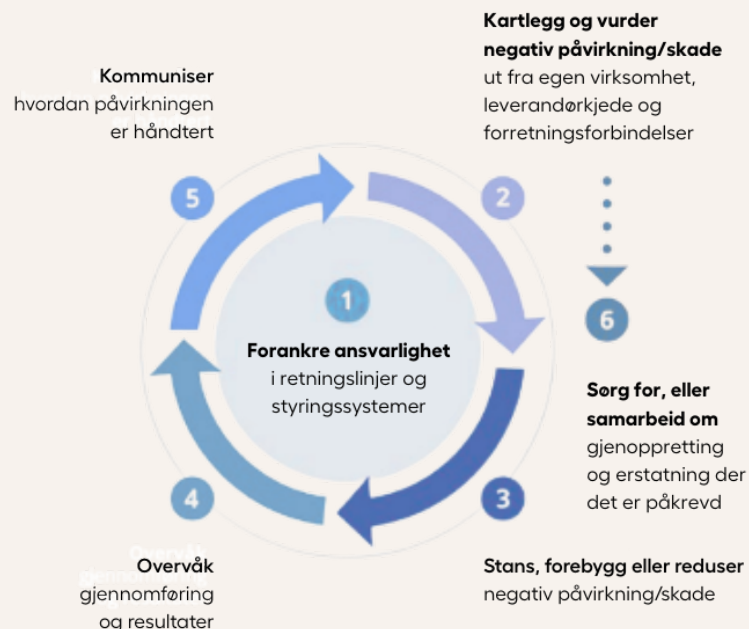 1
Forankre ansvarlighet
i retningslinjer og
styringssystemer
2
Kartlegg og vurder
negativ påvirkning/skade
ut fra egen virksomhet,
leverandørkjede og
forretningsforbindelser
3
Stans, forebygg eller reduser
negativ påvirkning/skade
4
Overvåk
gjennomføring
og resultater
5
Kommuniser
hvordan påvirkningen
er håndtert
6
Sørg for, eller
samarbeid om
gjenoppretting
og erstatning der
det er påkrevd